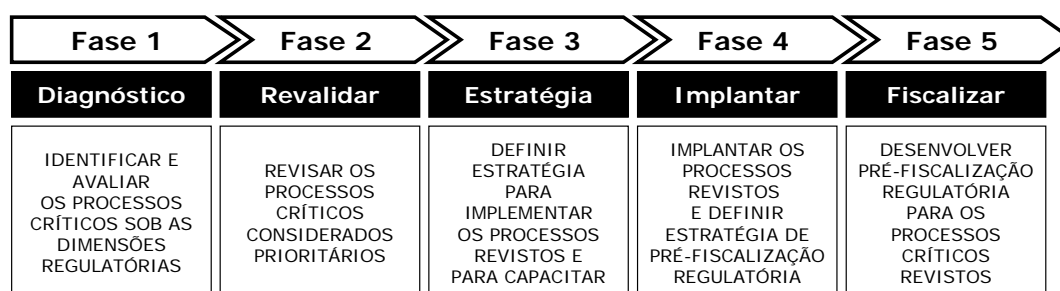 Fase 1
Fase 2
Fase 3
Fase 4
Fase 5
Diagnóstico
Revalidar
Estratégia
Implantar
Fiscalizar
IDENTIFICAR E
AVALIAR
OS PROCESSOS
CRÍTICOS SOB AS
DIMENSÕES
REGULATÓRIAS
REVISAR OS
PROCESSOS
CRÍTICOS
CONSIDERADOS
PRIORITÁRIOS
DEFINIR
ESTRATÉGIA
PARA
IMPLEMENTAR
OS PROCESSOS
REVISTOS E
PARA CAPACITAR
IMPLANTAR OS
PROCESSOS
REVISTOS
E DEFINIR
ESTRATÉGIA DE
PRÉ-FISCALIZAÇÃO
REGULATÓRIA
DESENVOLVER
PRÉ-FISCALIZAÇÃO
REGULATÓRIA
PARA OS
PROCESSOS
CRÍTICOS
REVISTOS